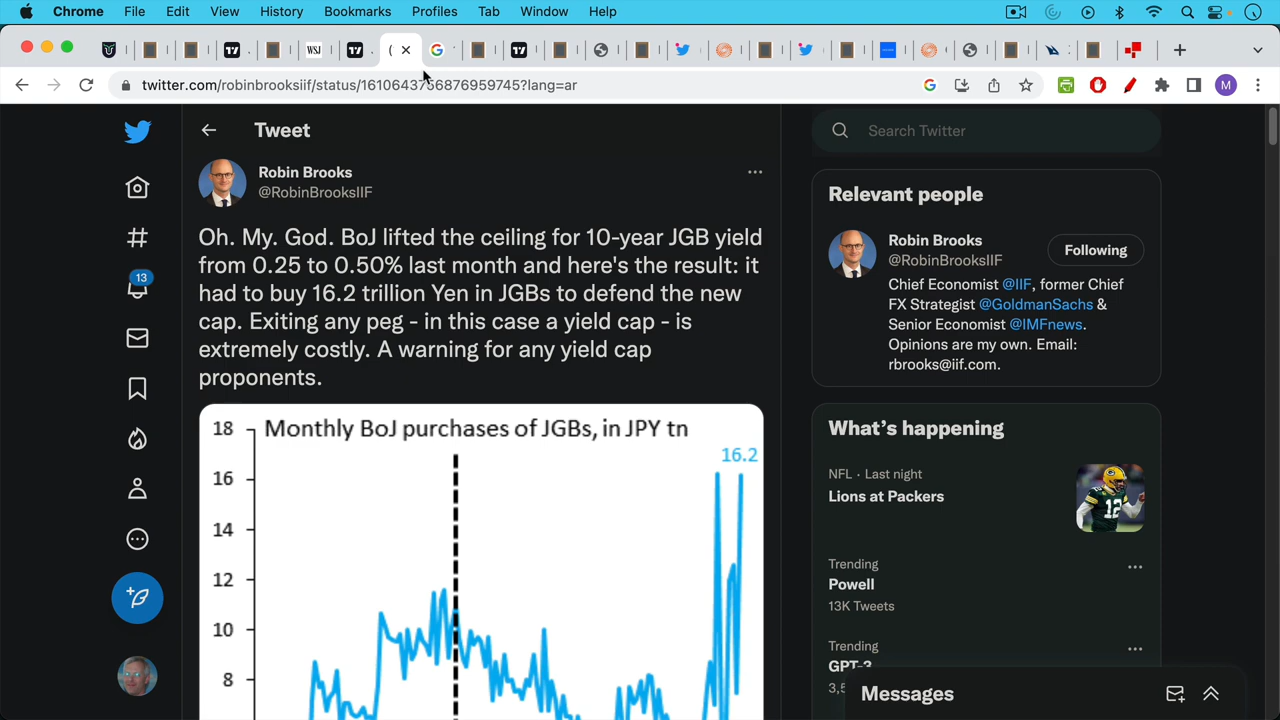 Chrome File Edit View History Bookmarks Profiles Tab Window Help
WSJ
twitter.com/robinbrooksiif/status/1610643756876959745?lang=ar
M
Tweet
Robin Brooks
@RobinBrooksIIF
Oh. My. God. BoJ lifted the ceiling for 10-year JGB yield
from 0.25 to 0.50% last month and here's the result: it
had to buy 16.2 trillion Yen in JGBs to defend the new
cap. Exiting any peg - in this case a yield cap - is
extremely costly. A warning for any yield cap
proponents.
Monthly BoJ purchases of JGBs, in JPY tn
18
16.2
16
14
12
10
8
13
Search Twitter
Relevant people
Robin Brooks
@RobinBrooksIIF
Following
Chief Economist @IIF, former Chief
FX Strategist @GoldmanSachs &
Senior Economist @IMFnews.
Opinions are my own. Email:
rbrooks@iif.com.
What's happening
NFL · Last night
Lions at Packers
Trending
Powell
13K Tweets
Trending
GPT-3
3,5
Messages